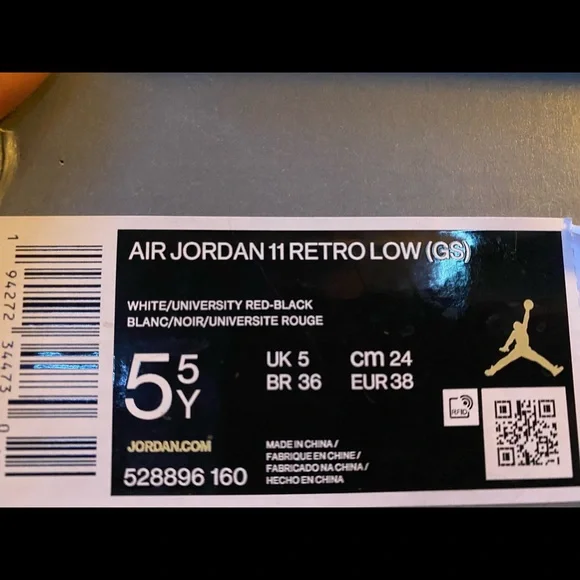 AIR JORDAN 11 RETRO LOW (GS)
WHITE/UNIVERSITY RED-BLACK
BLANC/NOIR/UNIVERSITE ROUGE
5 5 Y
UK 5 cm 24
BR 36 EUR 38
RFID
JORDAN.COM
528896 160
MADE IN CHINA /
FABRIQUE EN CHINE /
FABRICADO NA CHINA /
HECHO EN CHINA
1 94272 34473 0